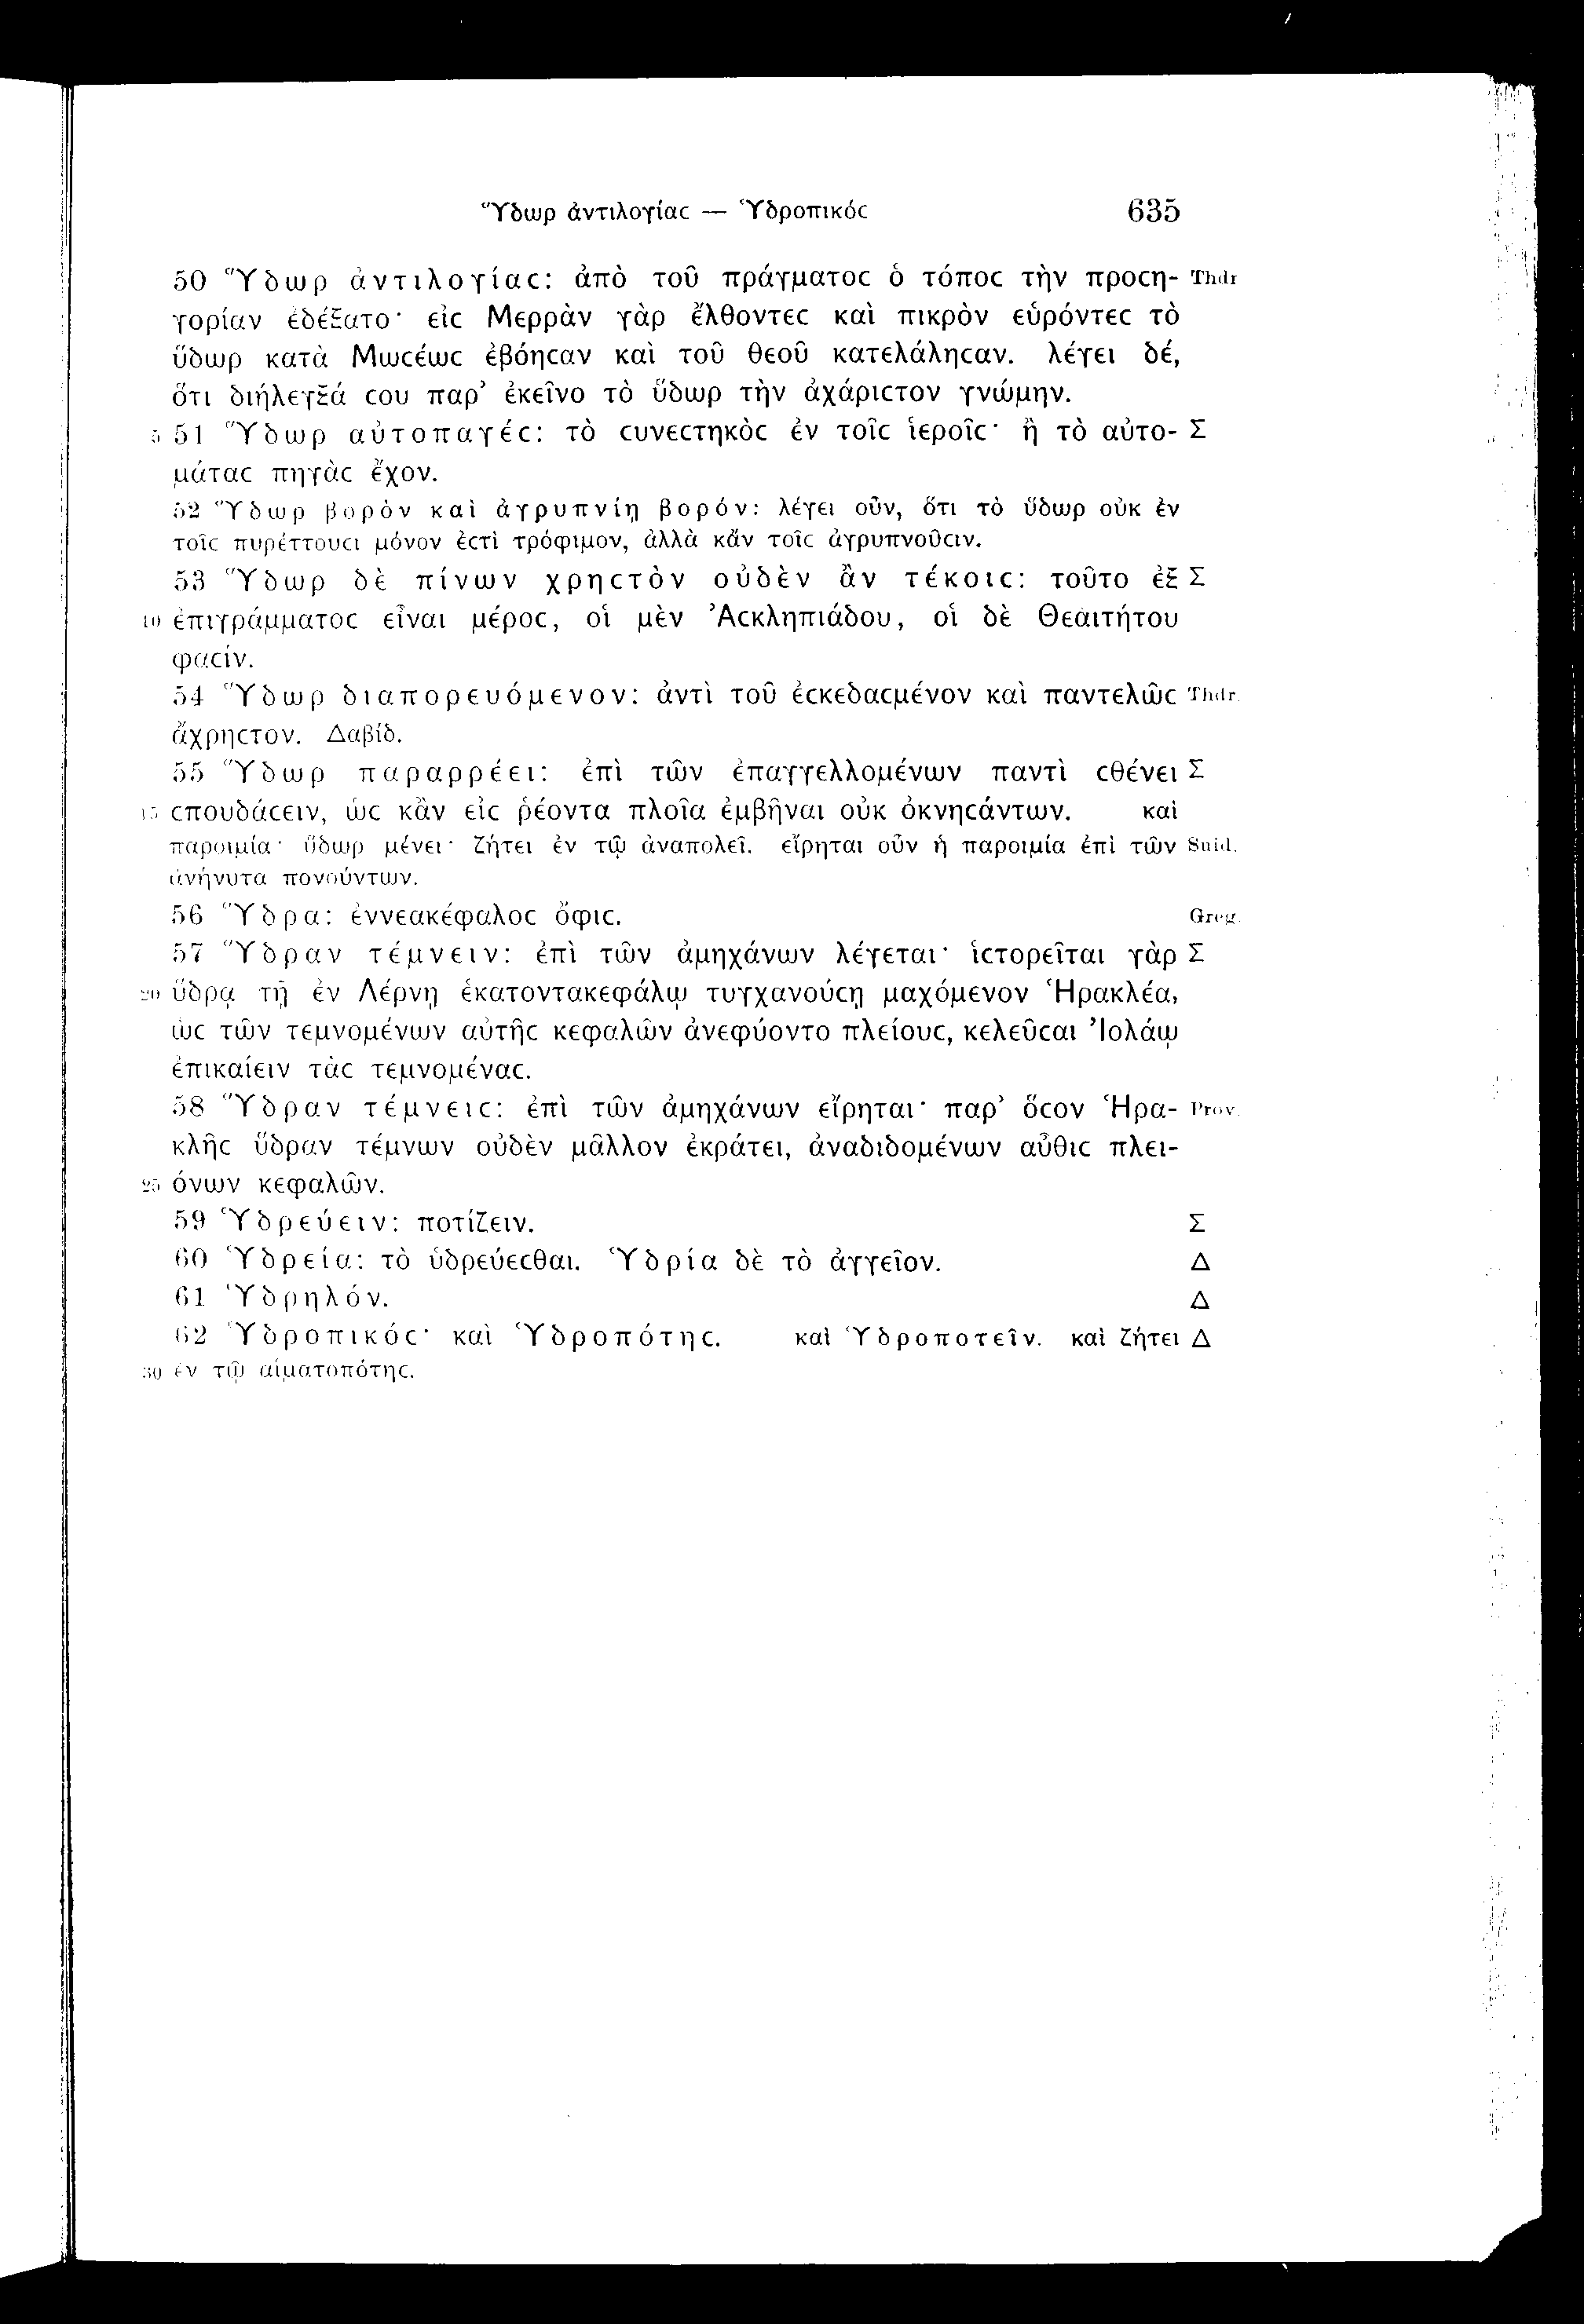 Ὕδωρ ἀντιλογίαϲ — Ὑδροπικόϲ 635
50 Ὕδωρ ἀντιλογίαϲ: ἀπὸ τοῦ πράγματοϲ ὁ τόποϲ τὴν προϲη- Thdr
γορίαν ἐδέξατο· εἰϲ Μερρὰν γὰρ ἐλθοντεϲ καὶ πικρὸν εὑρόντεϲ τὸ
ὕδωρ κατὰ Μωϲέωϲ ἐβόηϲαν καὶ τοῦ θεοῦ κατελάληϲαν. λέγει δέ,
ὅτι διήλεγξά ϲου παρ’ ἐκεῖνο τὸ ὕδωρ τὴν ἀχάριϲτον γνώμην.
5 51 Ὕδωρ αὐτοπαγέϲ: τὸ ϲυνεϲτηκὸϲ ἐν τοῖϲ ἱεροῖϲ· ἢ τὸ αὐτο- Σ
μάταϲ πηγὰϲ ἔχον.
52 Ὕδωρ βορὸν καὶ ἀγρυπνίῃ βορόν: λέγει οὖν, ὅτι τὸ ὕδωρ οὐκ ἐν
τοῖϲ πυρέττουϲι μόνον ἐϲτὶ τρόφιμον, ἀλλὰ κἄν τοῖϲ ἀγρυπνοῦϲιν.
53 Ὕδωρ δὲ πίνων χρηϲτὸν οὐδὲν ἂν τέκοιϲ: τοῦτο ἐξ Σ
10 ἐπιγράμματοϲ εἶναι μέροϲ, οἱ μὲν Ἀϲκληπιάδου, οἱ δὲ Θεαιτήτου
φαϲίν.
54 Ὕδωρ διαπορευόμενον: ἀντὶ τοῦ ἐϲκεδαϲμένον καὶ παντελῶϲ Thdr.
ἄχρηϲτον. Δαβίδ.
55 Ὕδωρ παραρρέει: ἐπὶ τῶν ἐπαγγελλομένων παντὶ ϲθένει Σ
15 ϲπουδάϲειν, ὡϲ κἂν εἰϲ ῥέοντα πλοῖα ἐμβῆναι οὐκ ὀκνηϲάντων. καὶ
παροιμία· ὕδωρ μένει· ζήτει ἐν τῷ ἀναπολεῖ. εἴρηται οὖν ἡ παροιμία ἐπὶ τῶν Suid.
ἀνήνυτα πονούντων.
56 Ὕδρα: ἐννεακέφαλοϲ ὄφιϲ. Greg.
57 Ὕδραν τέμνειν: ἐπὶ τῶν ἀμηχάνων λέγεται· ἱϲτορεῖται γὰρ Σ
20 ὕδρᾳ τῇ ἐν Λέρνῃ ἑκατοντακεφάλῳ τυγχανούϲῃ μαχόμενον Ἡρακλέα,
ὡϲ τῶν τεμνομένων αὐτῆϲ κεφαλῶν ἀνεφύοντο πλείουϲ, κελεῦϲαι Ἰολάῳ
ἐπικαίειν τὰϲ τεμνομέναϲ.
58 Ὕδραν τέμνειϲ: ἐπὶ τῶν ἀμηχάνων εἴρηται· παρ’ ὅϲον Ἡρα- Prov.
κλῆϲ ὕδραν τέμνων οὐδὲν μᾶλλον ἐκράτει, ἀναδιδομένων αὖθιϲ πλει-
25 όνων κεφαλῶν.
59 Ὑδρεύειν: ποτίζειν. Σ
60 Ὑδρεία: τὸ ὑδρεύεϲθαι. Ὑδρία δὲ τὸ ἀγγεῖον. Δ
61 Ὑδρηλόν. Δ
62 Ὑδροπικόϲ· καὶ Ὑδροπότηϲ. καὶ Ὑδροποτεῖν. καὶ ζήτει Δ
30 ἐν τῷ αἱματοπότηϲ.